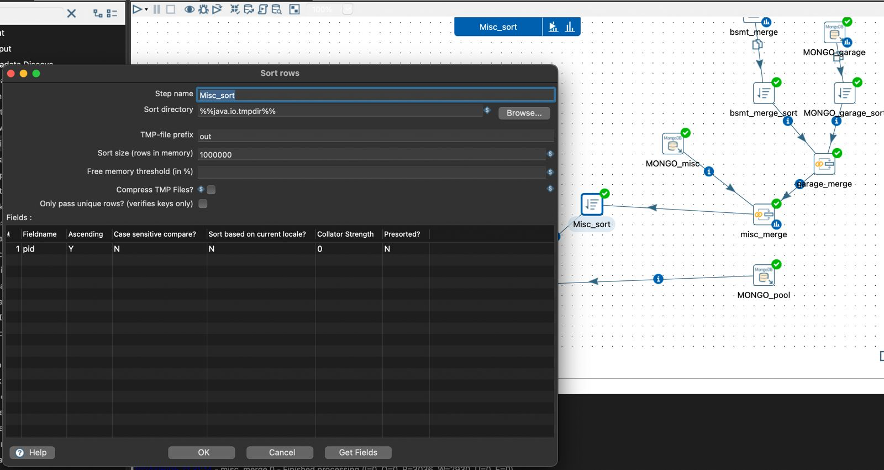 Misc_sort
bsmt_merge
MONGO_garage
Sort rows
Step name Misc_sort
Sort directory %%java.io.tmpdir%%
Browse...
TMP-file prefix out
Sort size (rows in memory) 1000000
Free memory threshold (in %)
Compress TMP Files?
Only pass unique rows? (verifies keys only)
Fields :
Fieldname Ascending Case sensitive compare? Sort based on current locale? Collator Strength Presorted?
1 pid Y N N 0 N
Help
OK
Cancel
Get Fields
bsmt_merge_sort
MONGO_garage_sort
MONGO_misc
garage_merge
Misc_sort
misc_merge
MongoDB
MONGO_pool